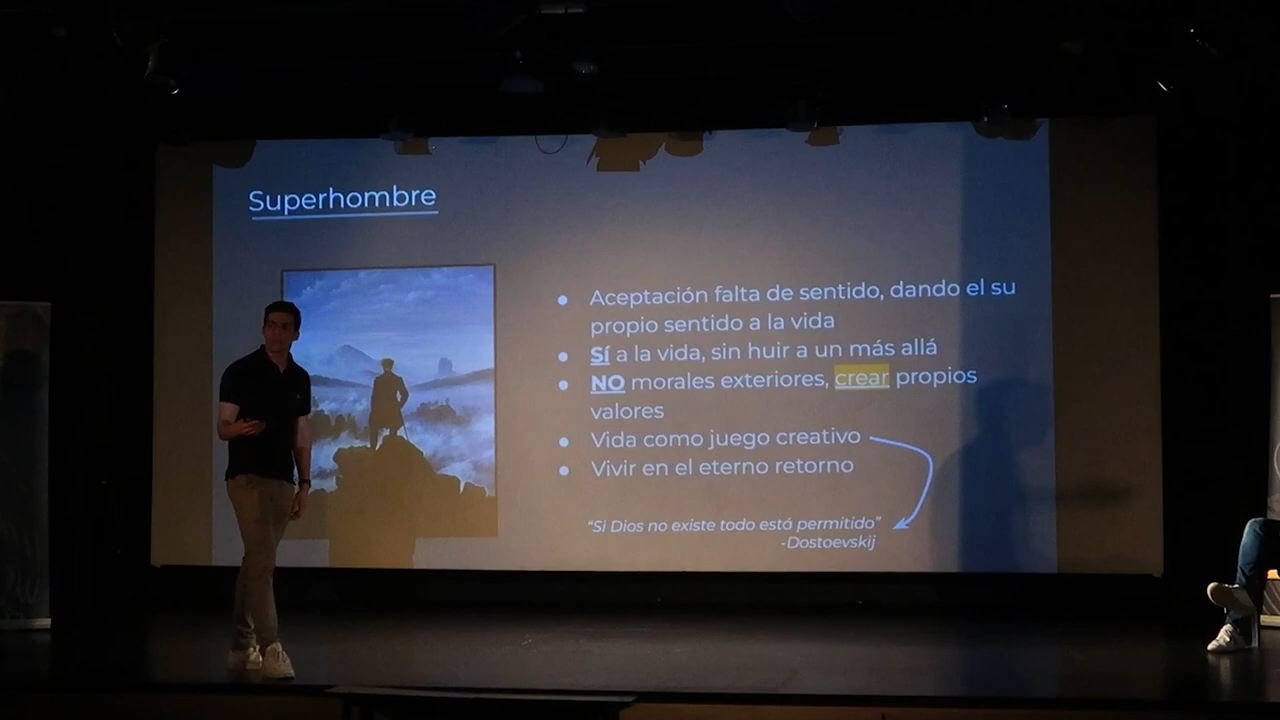 Superhombre
Aceptación falta de sentido, dando el su
propio sentido a la vida
Sí a la vida, sin huir a un más allá
NO morales exteriores, crear propios
valores
Vida como juego creativo
Vivir en el eterno retorno
"Si Dios no existe todo está permitido"
-Dostoevskij